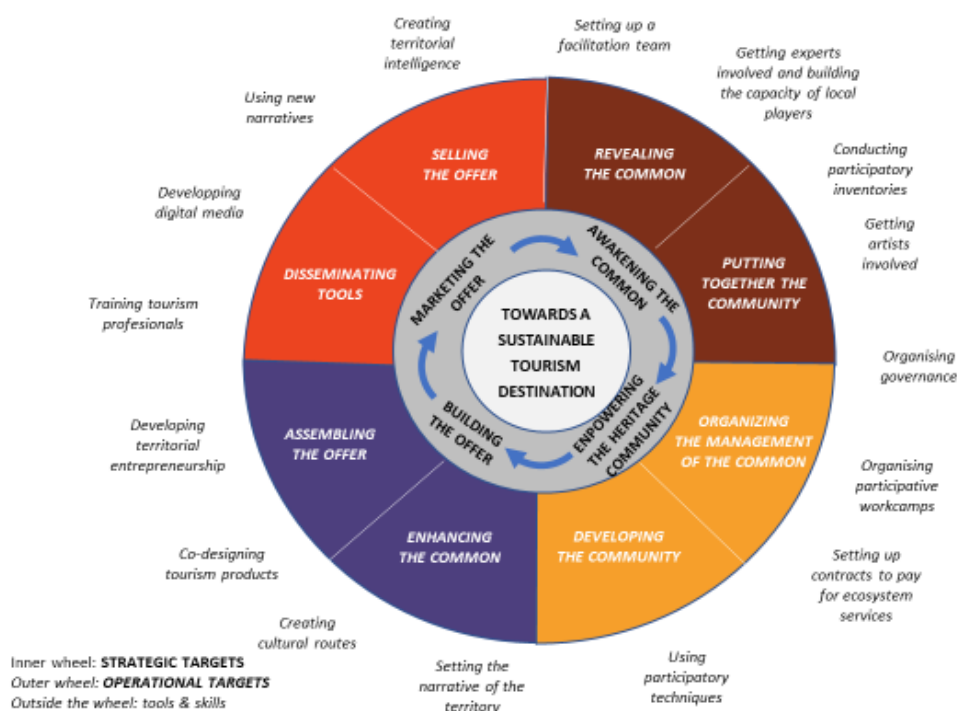 Creating
territorial
intelligence
Setting up a
facilitation team
Getting experts
involved and building
the capacity of local
players
Conducting
participatory
inventories
Getting
artists
involved
Organising
governance
Organising
participative
workcamps
Setting up
contracts to pay
for ecosystem
services
Using
participatory
techniques
Setting the
narrative of the
territory
Creating
cultural routes
Co-designing
tourism products
Developing
territorial
entrepreneurship
Training tourism
profesionals
Developping
digital media
Using new
narratives
SELLING
THE OFFER
REVEALING
THE COMMON
PUTTING
TOGETHER THE
COMMUNITY
ORGANIZING
THE MANAGEMENT
OF THE COMMON
DEVELOPING
THE COMMUNITY
ENHANCING
THE COMMON
ASSEMBLING
THE OFFER
DISSEMINATING
TOOLS
MARKETING THE
OFFER
AWAKENING THE
COMMON
ENPOWERING
THE HERITAGE
COMMUNITY
BUILDING
THE OFFER
TOWARDS A
SUSTAINABLE
TOURISM
DESTINATION
Inner wheel: STRATEGIC TARGETS
Outer wheel: OPERATIONAL TARGETS
Outside the wheel: tools & skills